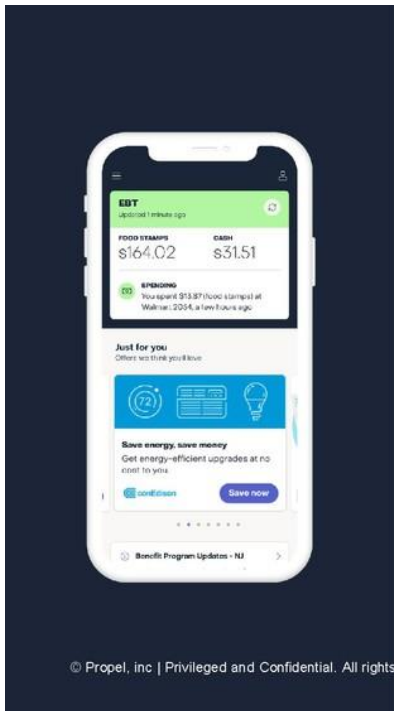 EBT
Updated 1 minute ago
FOOD STAMPS CASH
$164.02 $31.51
SPENDING
You spent $15.87 (food stamps) at
Walmart 2054, a few hours ago
Just for you
Offers we think you'll love
72
Save energy, save money
Get energy-efficient upgrades at no
cost to you
conEdison Save now
Benefit Program Updates - NJ
© Propel, inc | Privileged and Confidential. All rights